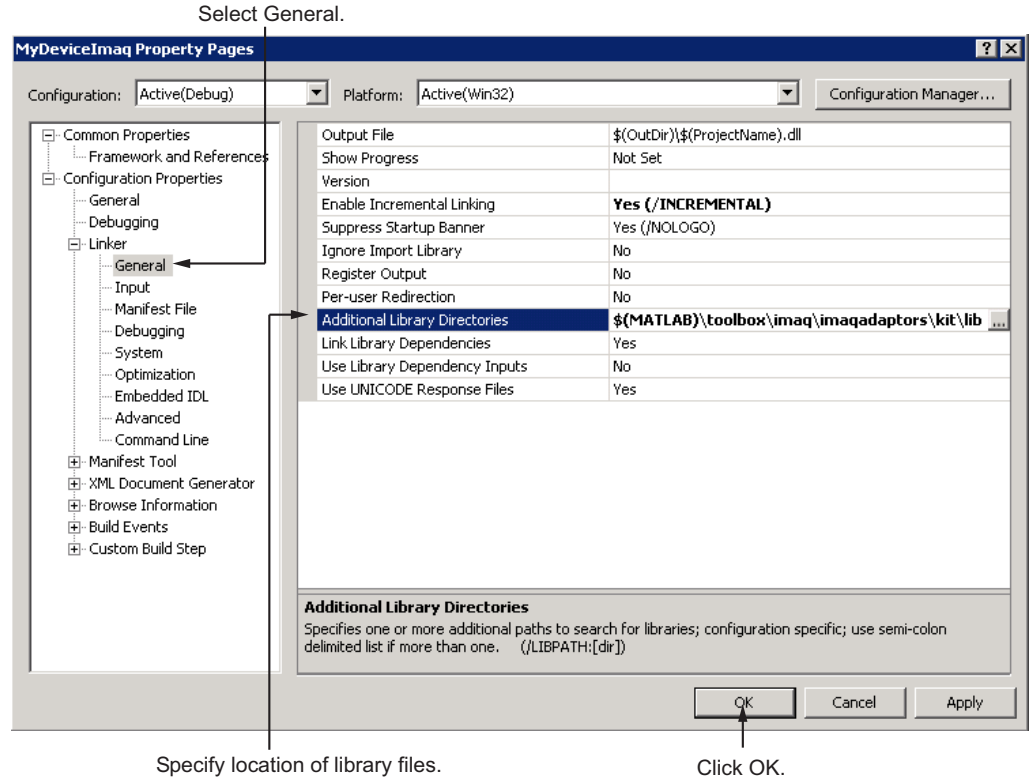 Select General.
MyDeviceImaq Property Pages
Configuration: Active(Debug) Platform: Active(Win32) Configuration Manager...
Common Properties
Framework and References
Configuration Properties
General
Debugging
Linker
General
Input
Manifest File
Debugging
System
Optimization
Embedded IDL
Advanced
Command Line
Manifest Tool
XML Document Generator
Browse Information
Build Events
Custom Build Step
Output File $(OutDir)\$(ProjectName).dll
Show Progress Not Set
Version
Enable Incremental Linking Yes (/INCREMENTAL)
Suppress Startup Banner Yes (/NOLOGO)
Ignore Import Library No
Register Output No
Per-user Redirection No
Additional Library Directories $(MATLAB)\toolbox\imaq\imaqadaptors\kit\lib ...
Link Library Dependencies Yes
Use Library Dependency Inputs No
Use UNICODE Response Files Yes
Additional Library Directories
Specifies one or more additional paths to search for libraries; configuration specific; use semi-colon
delimited list if more than one. (/LIBPATH:[dir])
OK Cancel Apply
Specify location of library files. Click OK.